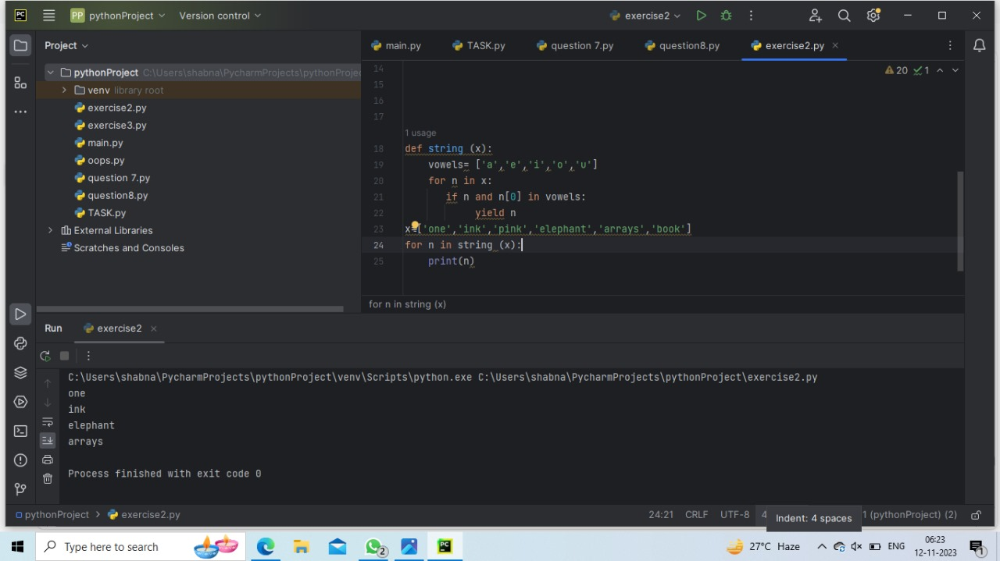 PC PP pythonProject Version control exercise2
Project main.py TASK.py question 7.py question8.py exercise2.py
pythonProject C:\Users\shabna\PycharmProjects\pythonProje
venv library root
exercise2.py
exercise3.py
main.py
oops.py
question 7.py
question8.py
TASK.py
External Libraries
Scratches and Consoles
20 1
14
15
16
17
1 usage
18 def string (x):
19 vowels= ['a','e','i','o','u']
20 for n in x:
21 if n and n[0] in vowels:
22 yield n
23 x=['one','ink','pink','elephant','arrays','book']
24 for n in string (x):
25 print(n)
for n in string (x)
Run exercise2
C:\Users\shabna\PycharmProjects\pythonProject\venv\Scripts\python.exe C:\Users\shabna\PycharmProjects\pythonProject\exercise2.py
one
ink
elephant
arrays
Process finished with exit code 0
pythonProject > exercise2.py 24:21 CRLF UTF-8 4 1 (pythonProject) (2)
Indent: 4 spaces
Type here to search 2 PC 27°C Haze ENG 06:23
12-11-2023 1